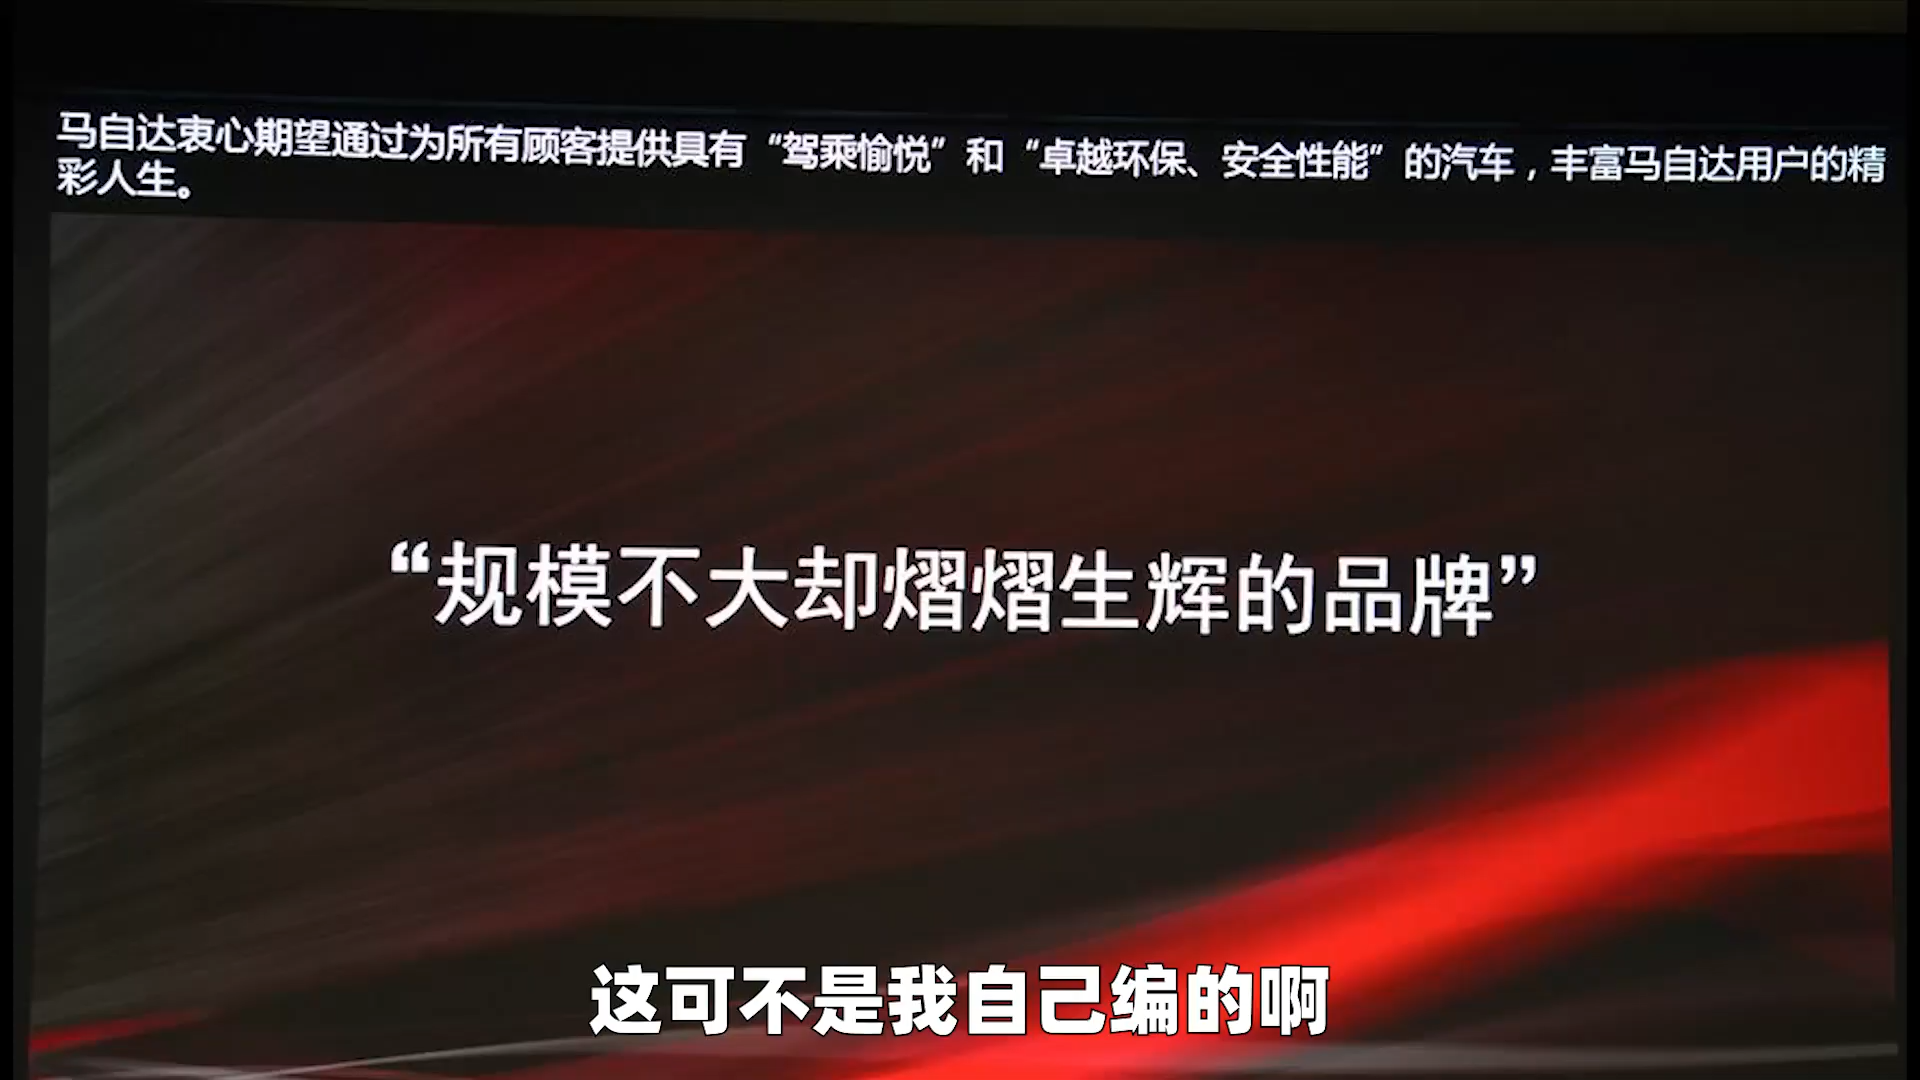 马自达衷心期望通过为所有顾客提供具有“驾乘愉悦”和“卓越环保、安全性能”的汽车，丰富马自达用户的精
彩人生。
“规模不大却熠熠生辉的品牌”
这可不是我自己编的啊